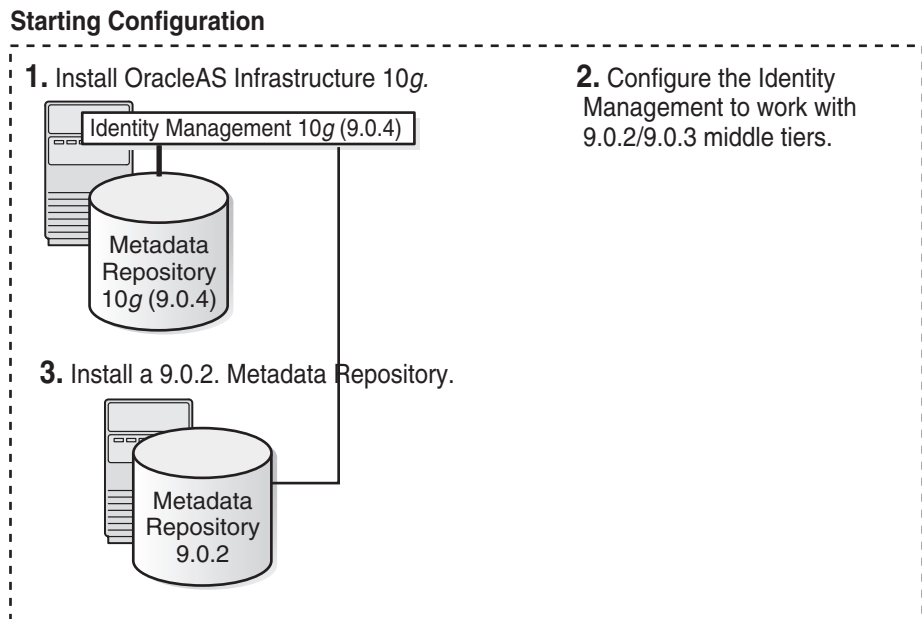 Starting Configuration
1. Install OracleAS Infrastructure 10g.
Identity Management 10g (9.0.4)
Metadata
Repository
10g (9.0.4)
2. Configure the Identity
Management to work with
9.0.2/9.0.3 middle tiers.
3. Install a 9.0.2. Metadata Repository.
Metadata
Repository
9.0.2